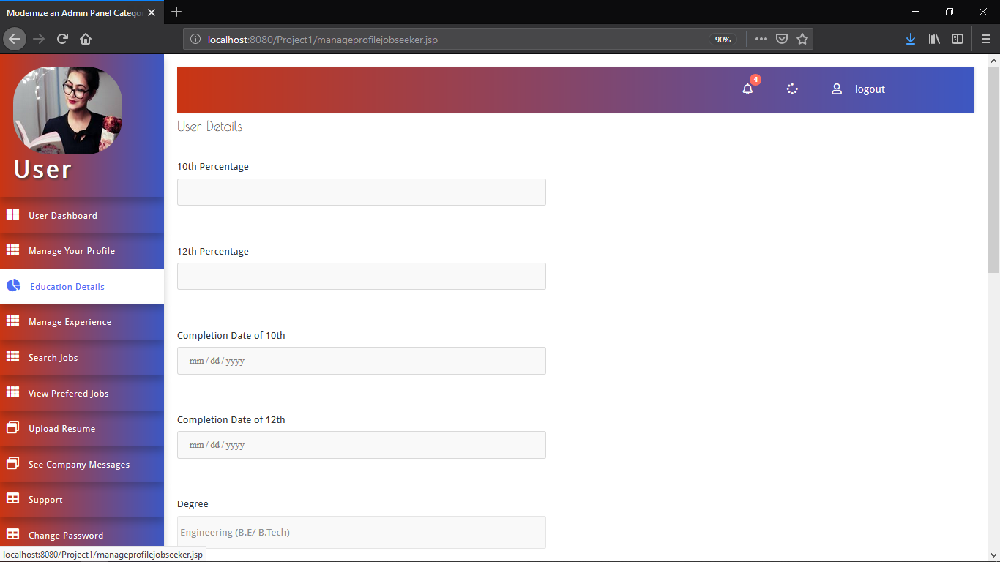 Modernize an Admin Panel Catego
localhost:8080/Project1/manageprofilejobseeker.jsp
90%
4
logout
User
User Dashboard
Manage Your Profile
Education Details
Manage Experience
Search Jobs
View Prefered Jobs
Upload Resume
See Company Messages
Support
Change Password
User Details
10th Percentage
12th Percentage
Completion Date of 10th
mm / dd / yyyy
Completion Date of 12th
mm / dd / yyyy
Degree
Engineering (B.E/ B.Tech)
localhost:8080/Project1/manageprofilejobseeker.jsp